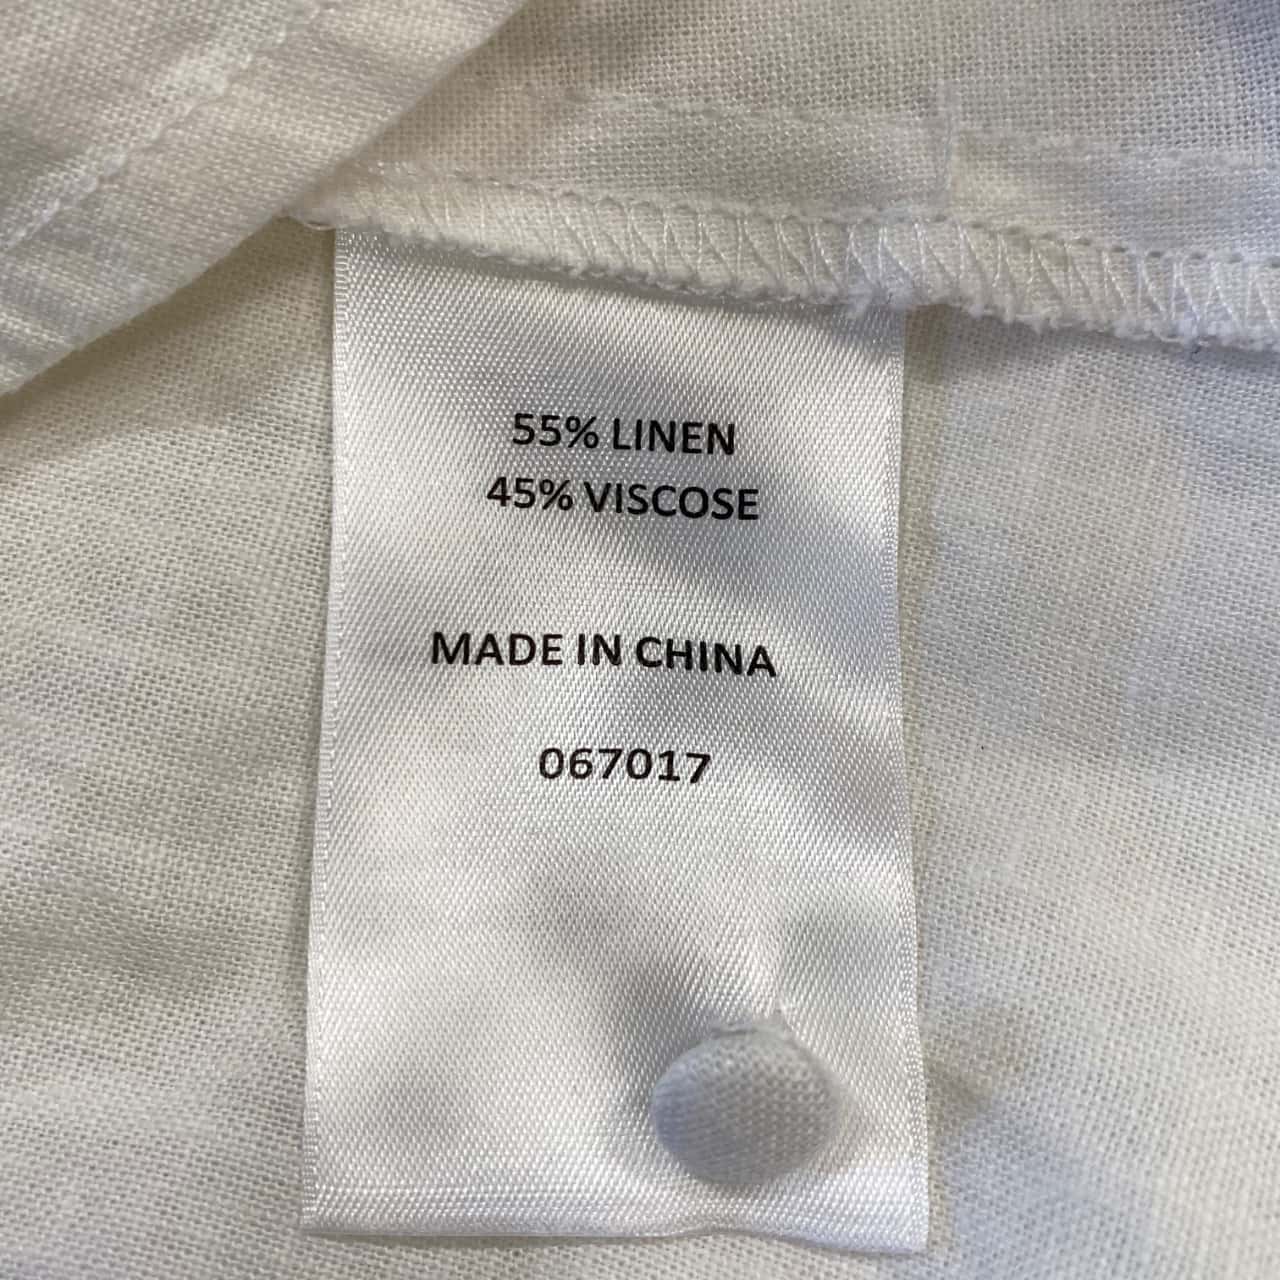 55% LINEN
45% VISCOSE
MADE IN CHINA
067017